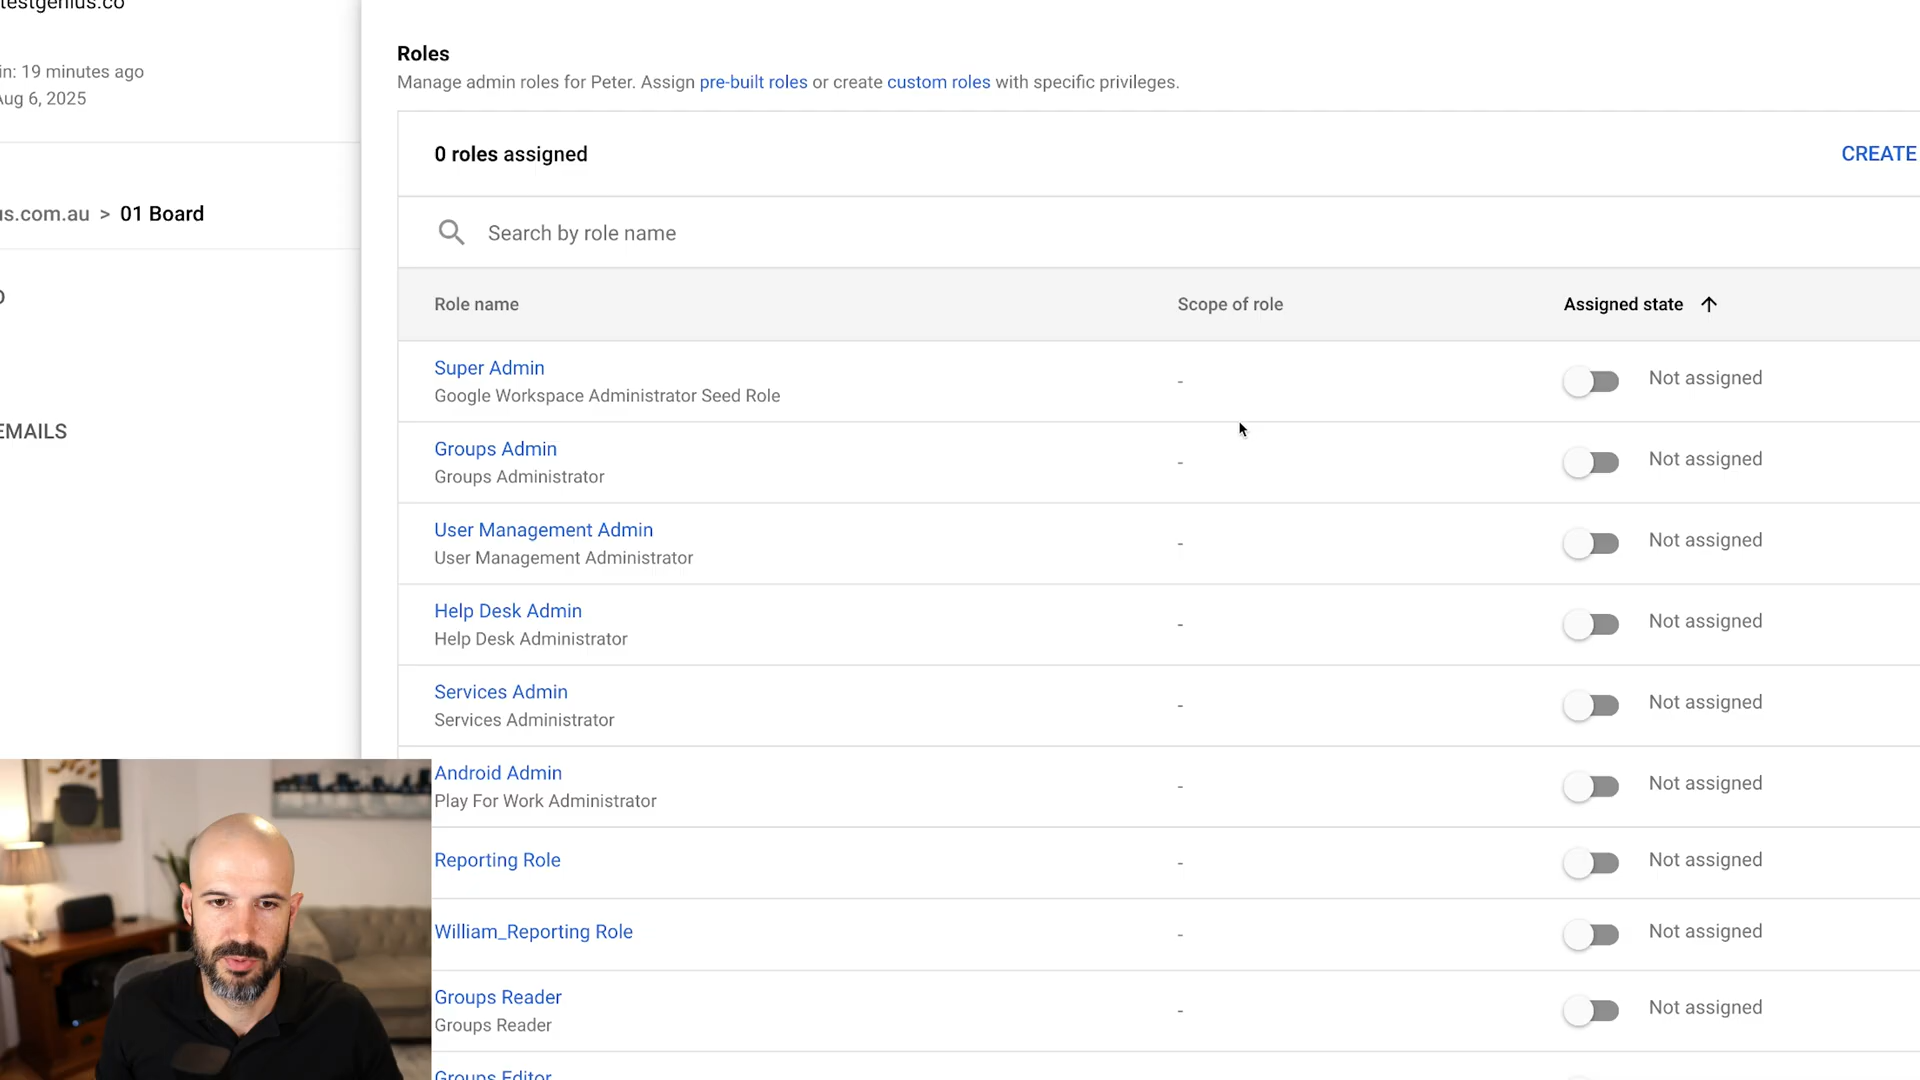 testgenius.co
in: 19 minutes ago
Aug 6, 2025
us.com.au > 01 Board
EMAILS
Roles
Manage admin roles for Peter. Assign pre-built roles or create custom roles with specific privileges.
0 roles assigned
CREATE
Search by role name
Role name Scope of role Assigned state
Super Admin
Google Workspace Administrator Seed Role
- Not assigned
Groups Admin
Groups Administrator
- Not assigned
User Management Admin
User Management Administrator
- Not assigned
Help Desk Admin
Help Desk Administrator
- Not assigned
Services Admin
Services Administrator
- Not assigned
Android Admin
Play For Work Administrator
- Not assigned
Reporting Role - Not assigned
William_Reporting Role - Not assigned
Groups Reader
Groups Reader
- Not assigned
Groups Editor